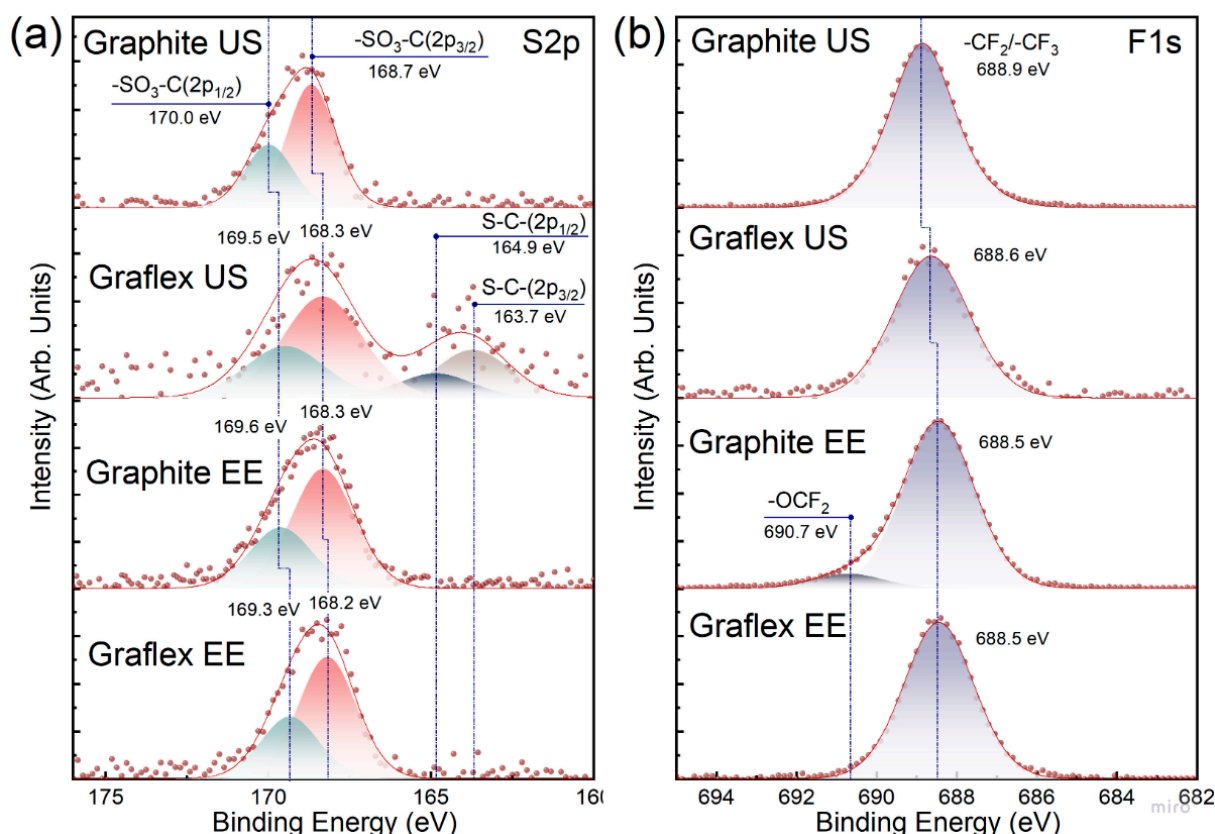 (a)
Graphite US
-SO₃-C(2p₃/₂)
168.7 eV
S2p
-SO₃-C(2p₁/₂)
170.0 eV
169.5 eV
168.3 eV
S-C-(2p₁/₂)
164.9 eV
Graflex US
S-C-(2p₃/₂)
163.7 eV
168.3 eV
169.6 eV
Graphite EE
169.3 eV
168.2 eV
Graflex EE
Intensity (Arb. Units)
175
170
165
160
Binding Energy (eV)
(b)
Graphite US
F1s
-CF₂/-CF₃
688.9 eV
Graflex US
688.6 eV
Graphite EE
688.5 eV
-OCF₂
690.7 eV
Graflex EE
688.5 eV
Intensity (Arb. Units)
694
692
690
688
686
684
682
Binding Energy (eV)
miro